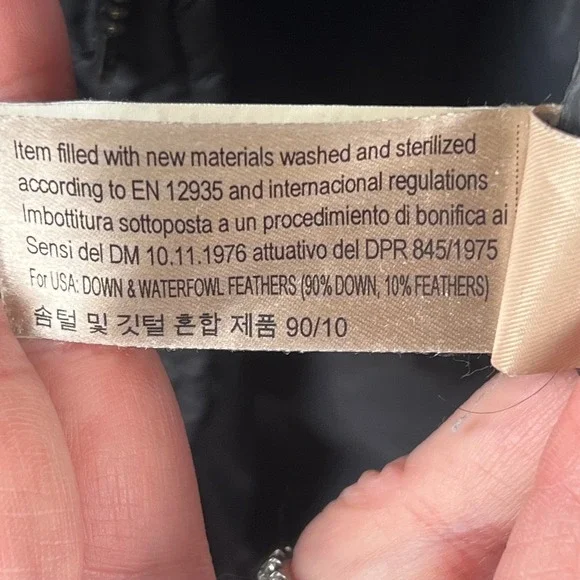 Item filled with new materials washed and sterilized
according to EN 12935 and internacional regulations
Imbottitura sottoposta a un procedimento di bonifica ai
Sensi del DM 10.11.1976 attuativo del DPR 845/1975
For USA: DOWN & WATERFOWL FEATHERS (90% DOWN, 10% FEATHERS)
솜털 및 깃털 혼합 제품 90/10